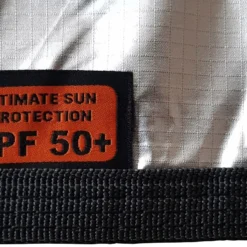 TIMATE SUN
ROTECTION
PF 50+